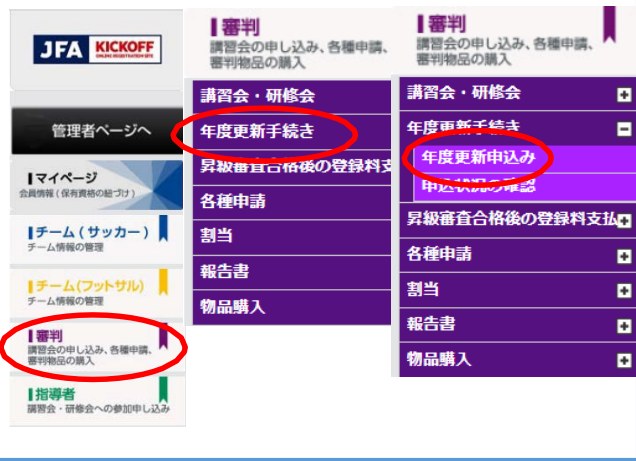 JFA KICKOFF
ONLINE REGISTRATION SITE
管理者ページへ
マイページ
会員情報(保有資格の紐づけ)
チーム(サッカー)
チーム情報の管理
チーム(フットサル)
チーム情報の管理
審判
講習会の申し込み、各種申請、
審判物品の購入
指導者
講習会・研修会への参加申し込み
審判
講習会の申し込み、各種申請、
審判物品の購入
講習会・研修会
年度更新手続き
昇級審査合格後の登録料支
各種申請
割当
報告書
物品購入
審判
講習会の申し込み、各種申請、
審判物品の購入
講習会・研修会
年度更新手続き
年度更新申込み
申込状況の確認
昇級審査合格後の登録料支払
各種申請
割当
報告書
物品購入